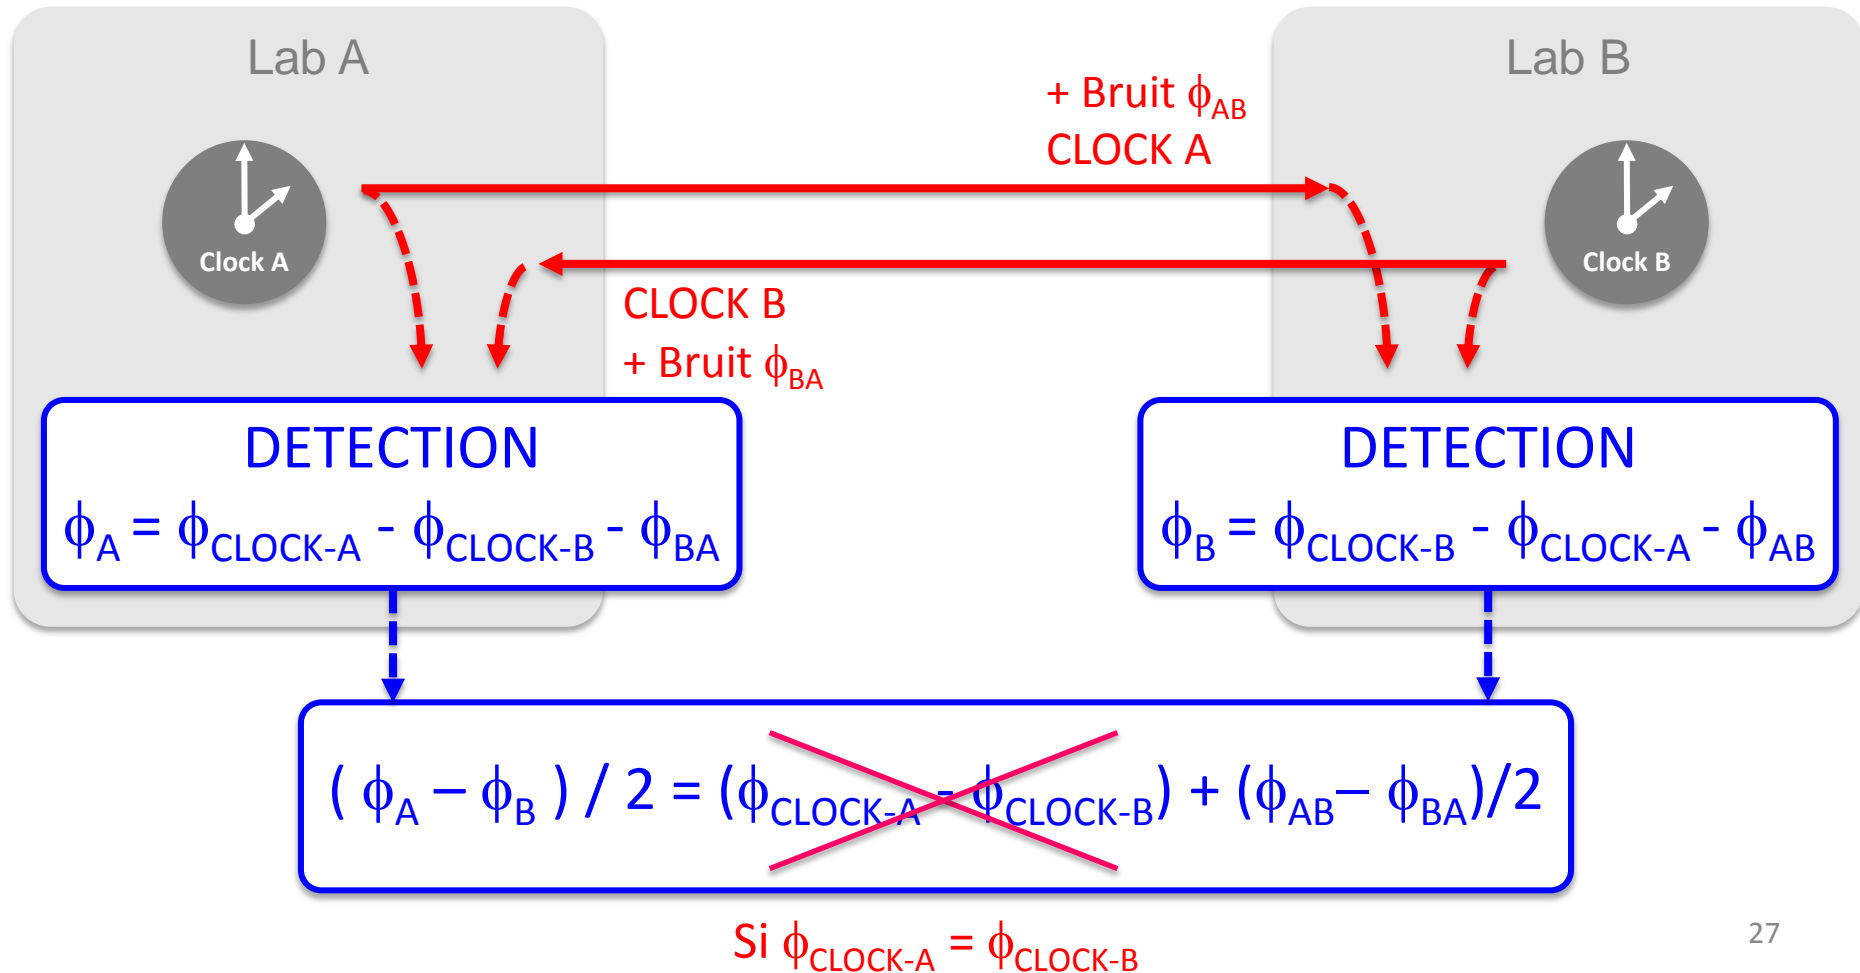 Lab A
Lab B
+ Bruit ϕAB
CLOCK A
Clock A
Clock B
CLOCK B
+ Bruit ϕBA
DETECTION
ϕA = ϕCLOCK-A - ϕCLOCK-B - ϕBA
DETECTION
ϕB = ϕCLOCK-B - ϕCLOCK-A - ϕAB
( ϕA – ϕB ) / 2 = (ϕCLOCK-A - ϕCLOCK-B) + (ϕAB– ϕBA)/2
Si ϕCLOCK-A = ϕCLOCK-B
27